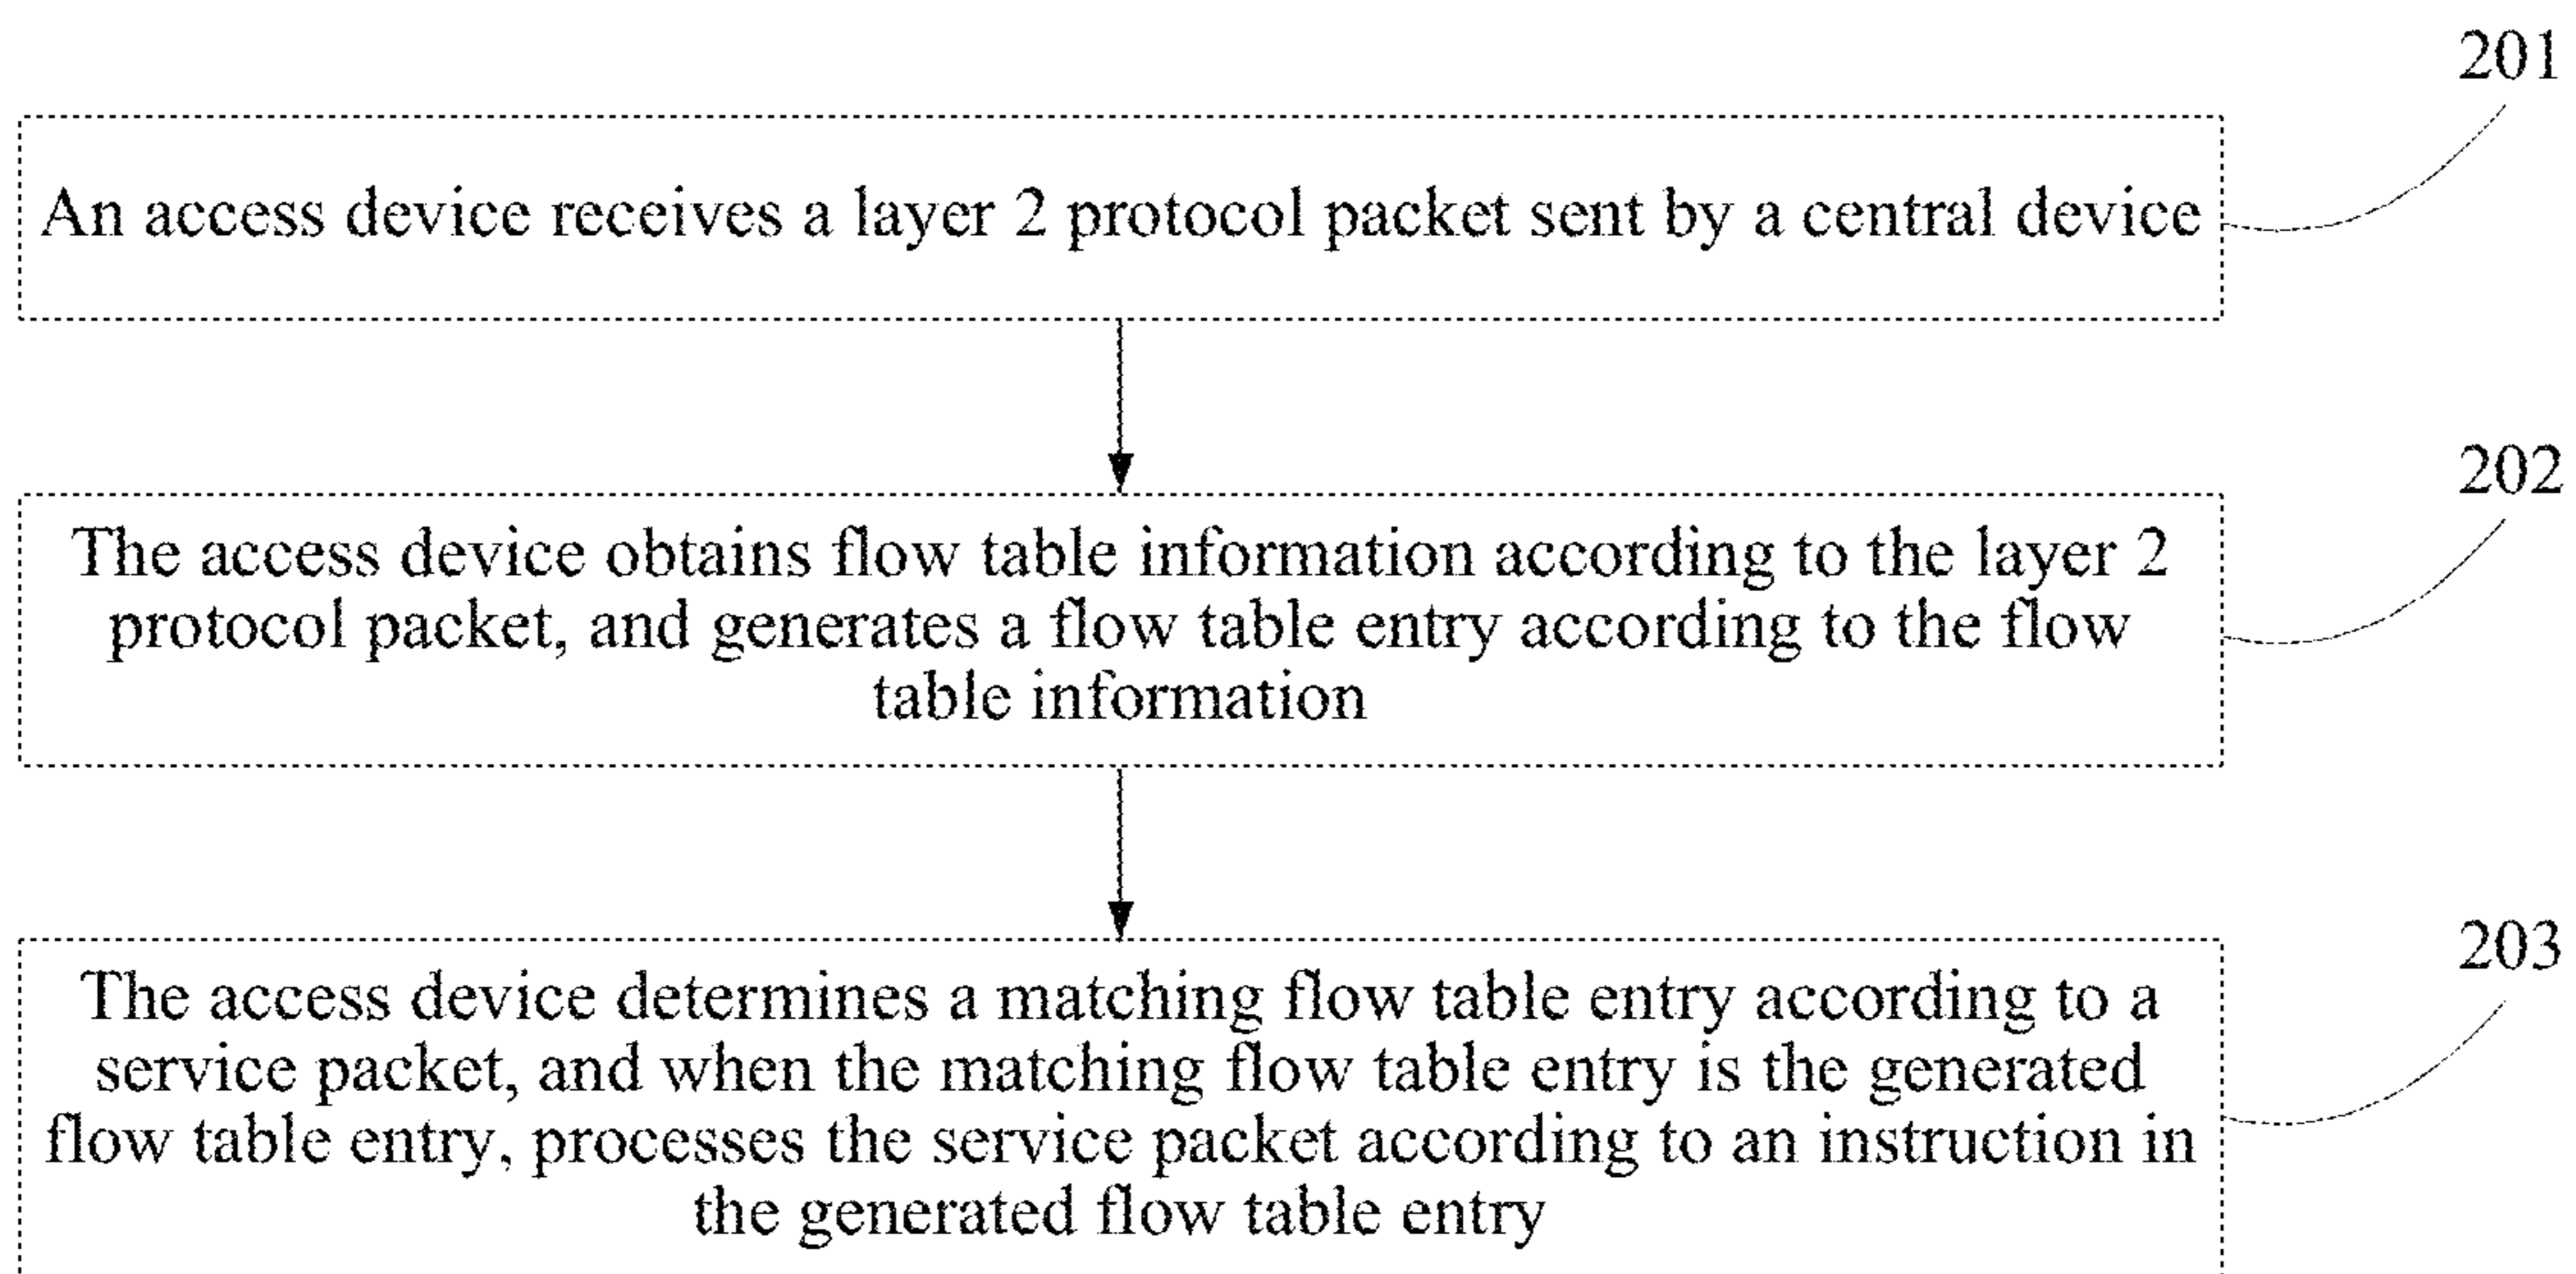 201
An access device receives a layer 2 protocol packet sent by a central device
202
The access device obtains flow table information according to the layer 2
protocol packet, and generates a flow table entry according to the flow
table information
203
The access device determines a matching flow table entry according to a
service packet, and when the matching flow table entry is the generated
flow table entry, processes the service packet according to an instruction in
the generated flow table entry